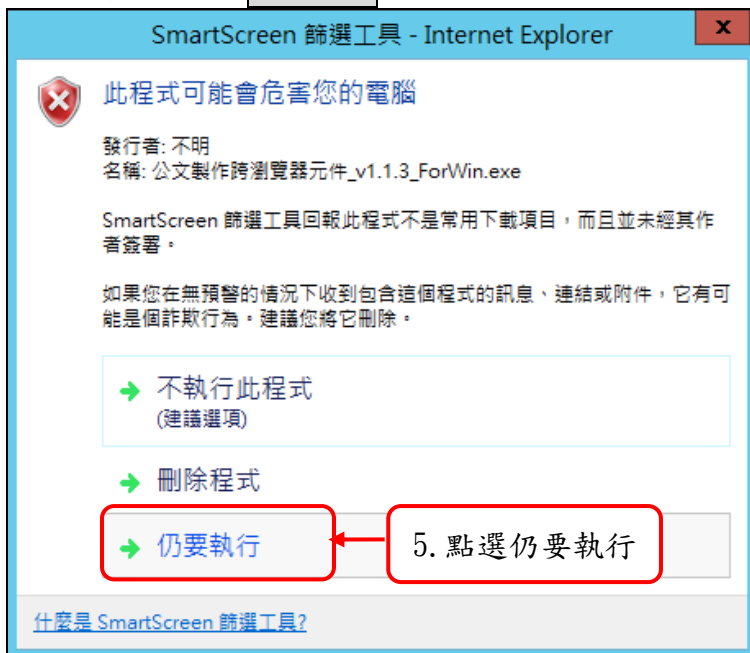 SmartScreen 篩選工具 - Internet Explorer
x
此程式可能會危害您的電腦
發行者: 不明
名稱: 公文製作跨瀏覽器元件_v1.1.3_ForWin.exe
SmartScreen 篩選工具回報此程式不是常用下載項目，而且並未經其作
者簽署。
如果您在無預警的情況下收到包含這個程式的訊息、連結或附件，它有可
能是個詐欺行為。建議您將它刪除。
不執行此程式
(建議選項)
刪除程式
仍要執行
5.點選仍要執行
什麼是 SmartScreen 篩選工具?